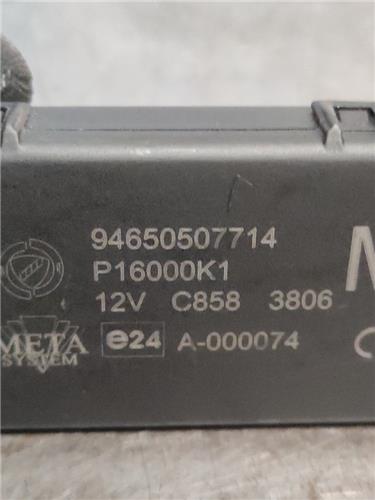 94650507714
P16000K1
12V C858 3806
META e24 A-000074
SYSTEM
M